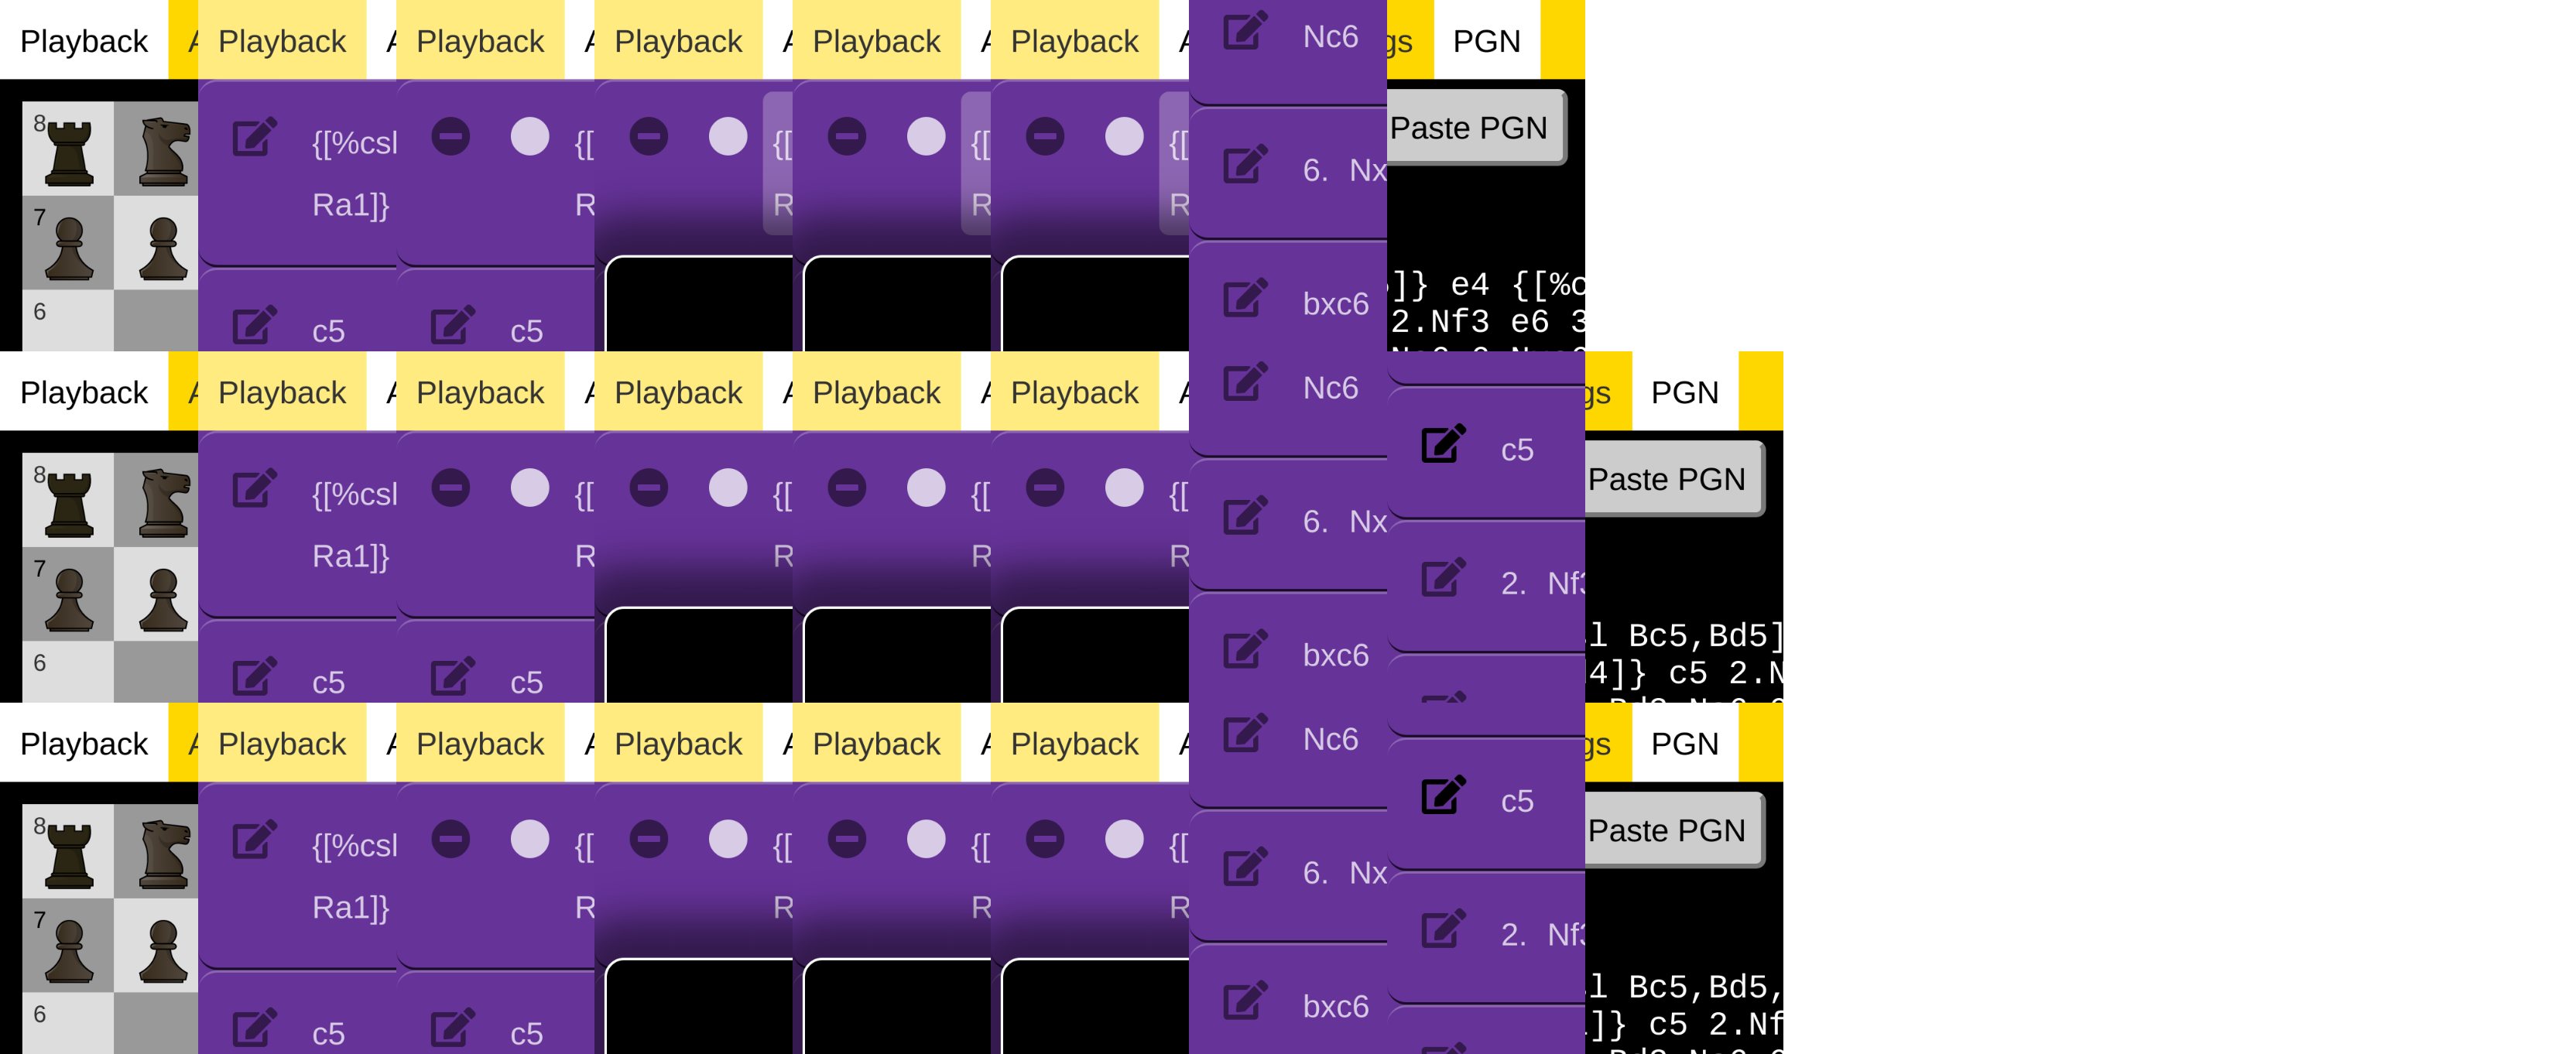 Playback
Playback
Playback
Playback
Playback
Playback
Nc6
gs
PGN
8
{[%csl
{[
{[
{[
{[
Paste PGN
6. Nx
7
Ra1]}
R
R
R
R
]} e4 {[%c
6
c5
c5
bxc6
2.Nf3 e6 3
Playback
Playback
Playback
Playback
Playback
Playback
Nc6
gs
PGN
8
{[%csl
{[
{[
{[
{[
c5
Paste PGN
6. Nx
7
Ra1]}
R
R
R
R
2. Nf3
l Bc5,Bd5]
6
c5
c5
bxc6
4]} c5 2.N
Playback
Playback
Playback
Playback
Playback
Playback
Nc6
gs
PGN
8
{[%csl
{[
{[
{[
{[
c5
Paste PGN
6. Nx
7
Ra1]}
R
R
R
R
2. Nf3
l Bc5,Bd5,
6
c5
c5
bxc6
]} c5 2.Nf